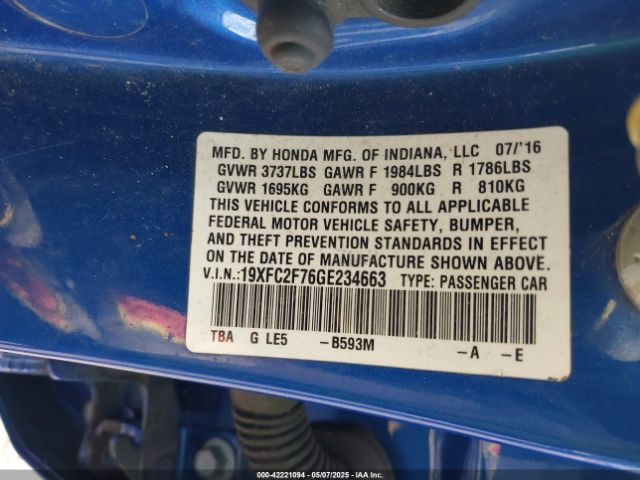 MFD. BY HONDA MFG. OF INDIANA, LLC 07/'16
GVWR 3737LBS GAWR F 1984LBS R 1786LBS
GVWR 1695KG GAWR F 900KG R 810KG
THIS VEHICLE CONFORMS TO ALL APPLICABLE
FEDERAL MOTOR VEHICLE SAFETY, BUMPER,
AND THEFT PREVENTION STANDARDS IN EFFECT
ON THE DATE OF MANUFACTURE SHOWN ABOVE.
V.I.N.:19XFC2F76GE234663 TYPE: PASSENGER CAR
TBA G LE5 -B593M -A -E
000-42221094 05/07/2025 - IAA Inc.